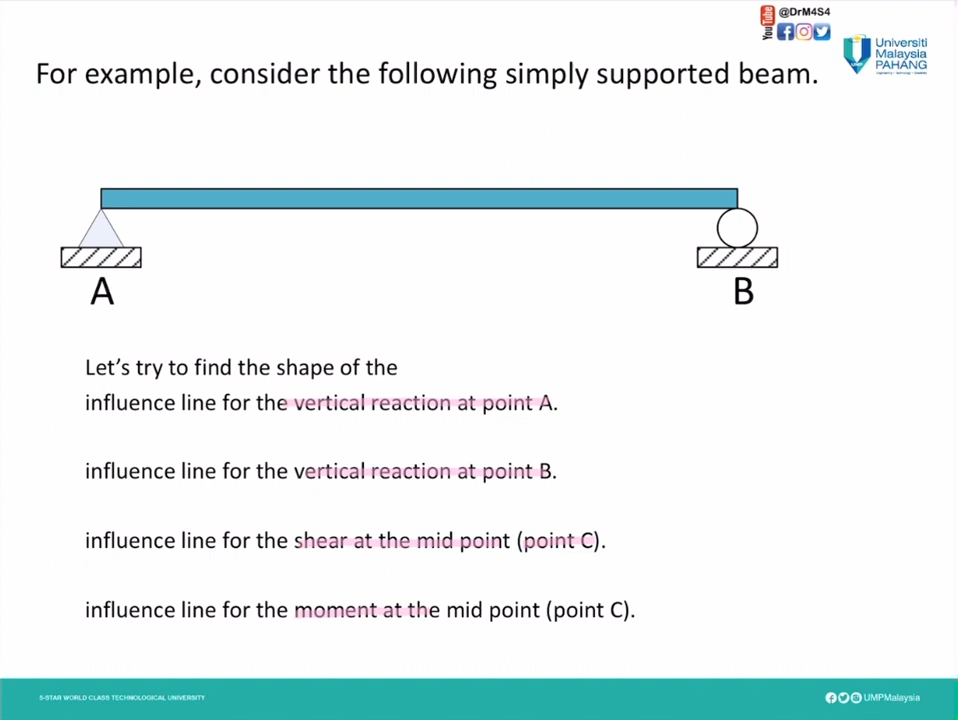 YouTube
@DrM4S4
Universiti
Malaysia
PAHANG
For example, consider the following simply supported beam.
A
B
Let's try to find the shape of the
influence line for the vertical reaction at point A.
influence line for the vertical reaction at point B.
influence line for the shear at the mid point (point C).
influence line for the moment at the mid point (point C).
5-STAR WORLD CLASS TECHNOLOGICAL UNIVERSITY
UMPMalaysia